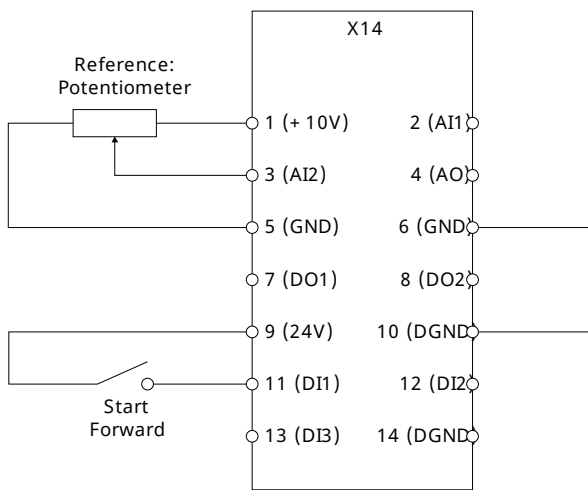 X14
Reference:
Potentiometer
1 (+10V) 2 (AI1)
3 (AI2) 4 (AO)
5 (GND) 6 (GND)
7 (DO1) 8 (DO2)
9 (24V) 10 (DGND)
11 (DI1) 12 (DI2)
Start
Forward
13 (DI3) 14 (DGND)